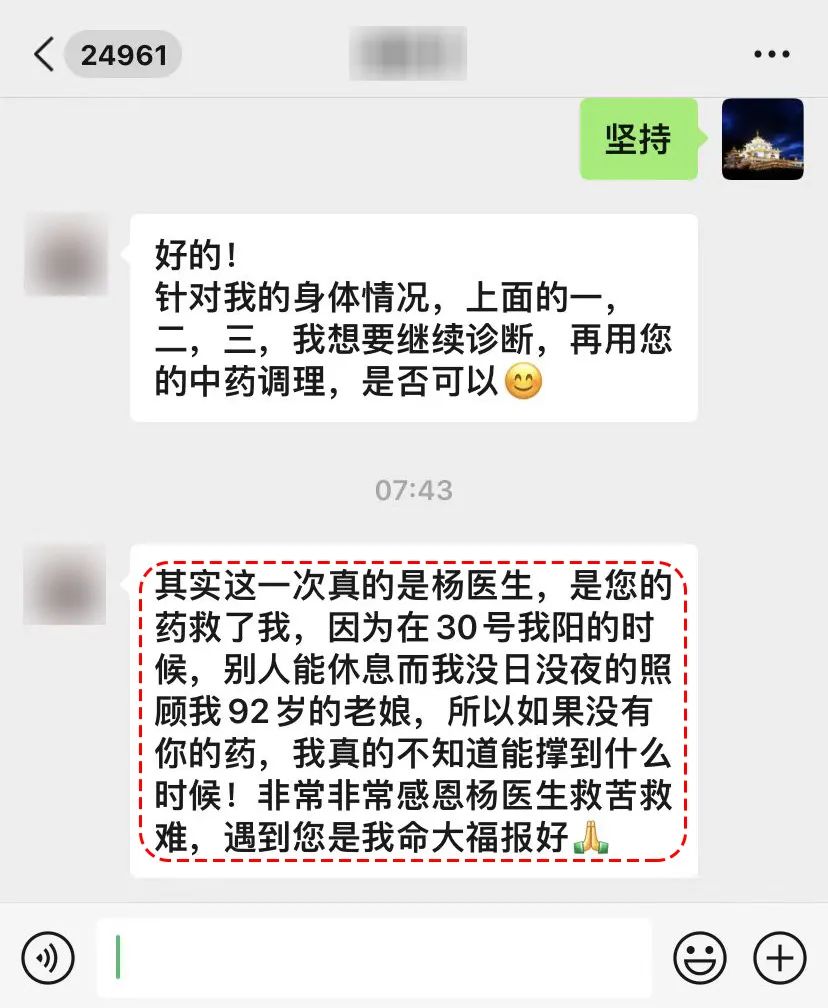 24961
坚持
好的！
针对我的身体情况，上面的一，
二，三，我想要继续诊断，再用您
的中药调理，是否可以😊
07:43
其实这一次真的是杨医生，是您的
药救了我，因为在30号我阳的时
候，别人能休息而我没日没夜的照
顾我92岁的老娘，所以如果没有
你的药，我真的不知道能撑到什么
时候！非常非常感恩杨医生救苦救
难，遇到您是我命大福报好🙏